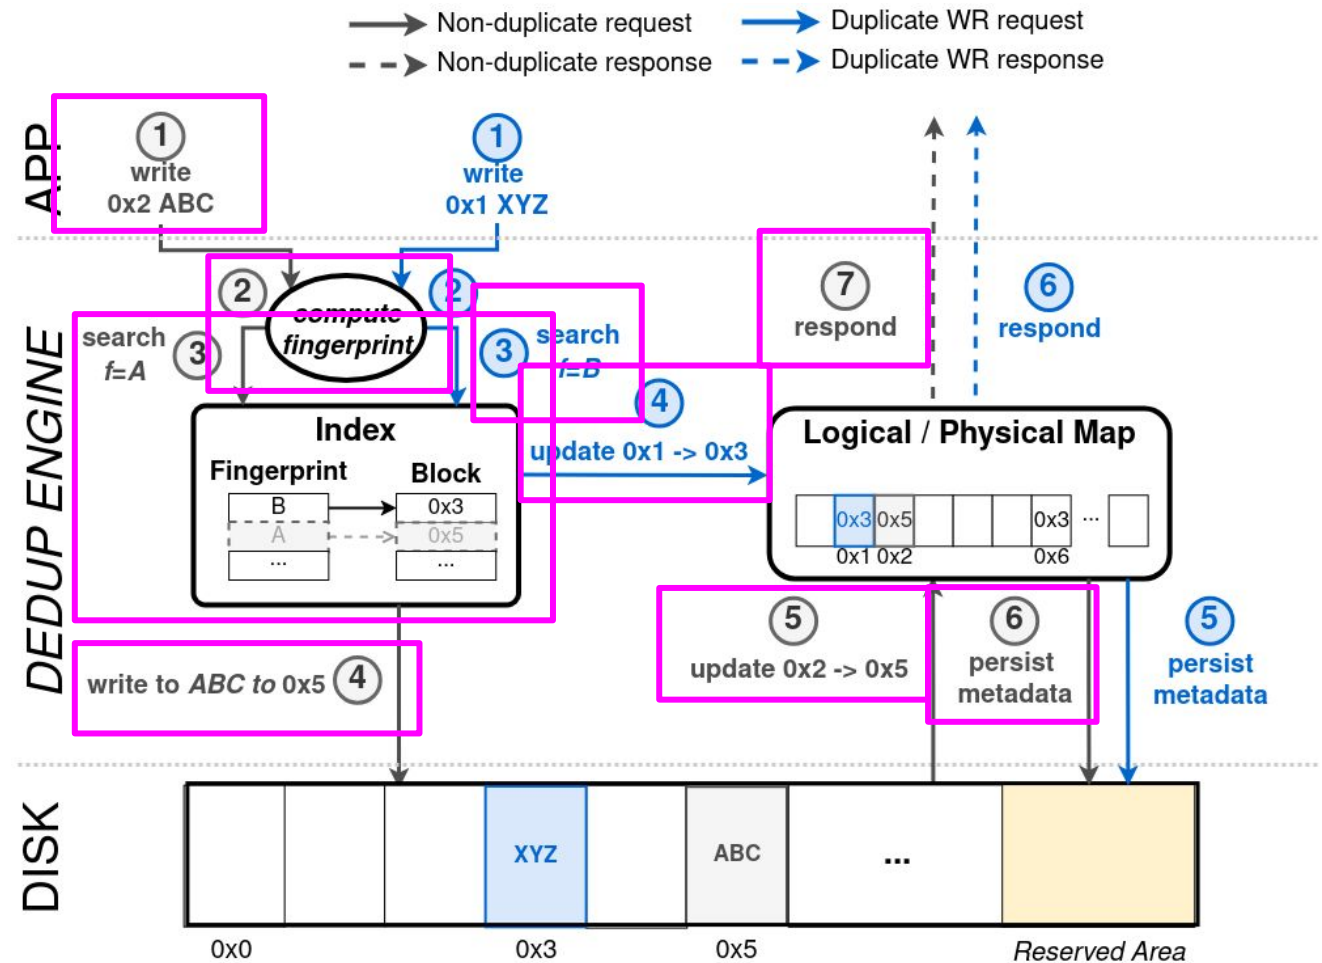 Non-duplicate request
Duplicate WR request
Non-duplicate response
Duplicate WR response
APP
1
write
0x2 ABC
1
write
0x1 XYZ
DEDUP ENGINE
2
compute
fingerprint
2
search
f=A
3
3
search
f=B
4
update 0x1 -> 0x3
7
respond
6
respond
Index
Fingerprint
Block
B
0x3
A
0x5
...
...
Logical / Physical Map
0x3
0x5
0x3
...
0x1
0x2
0x6
write to ABC to 0x5
4
5
update 0x2 -> 0x5
6
persist
metadata
5
persist
metadata
DISK
XYZ
ABC
...
0x0
0x3
0x5
Reserved Area